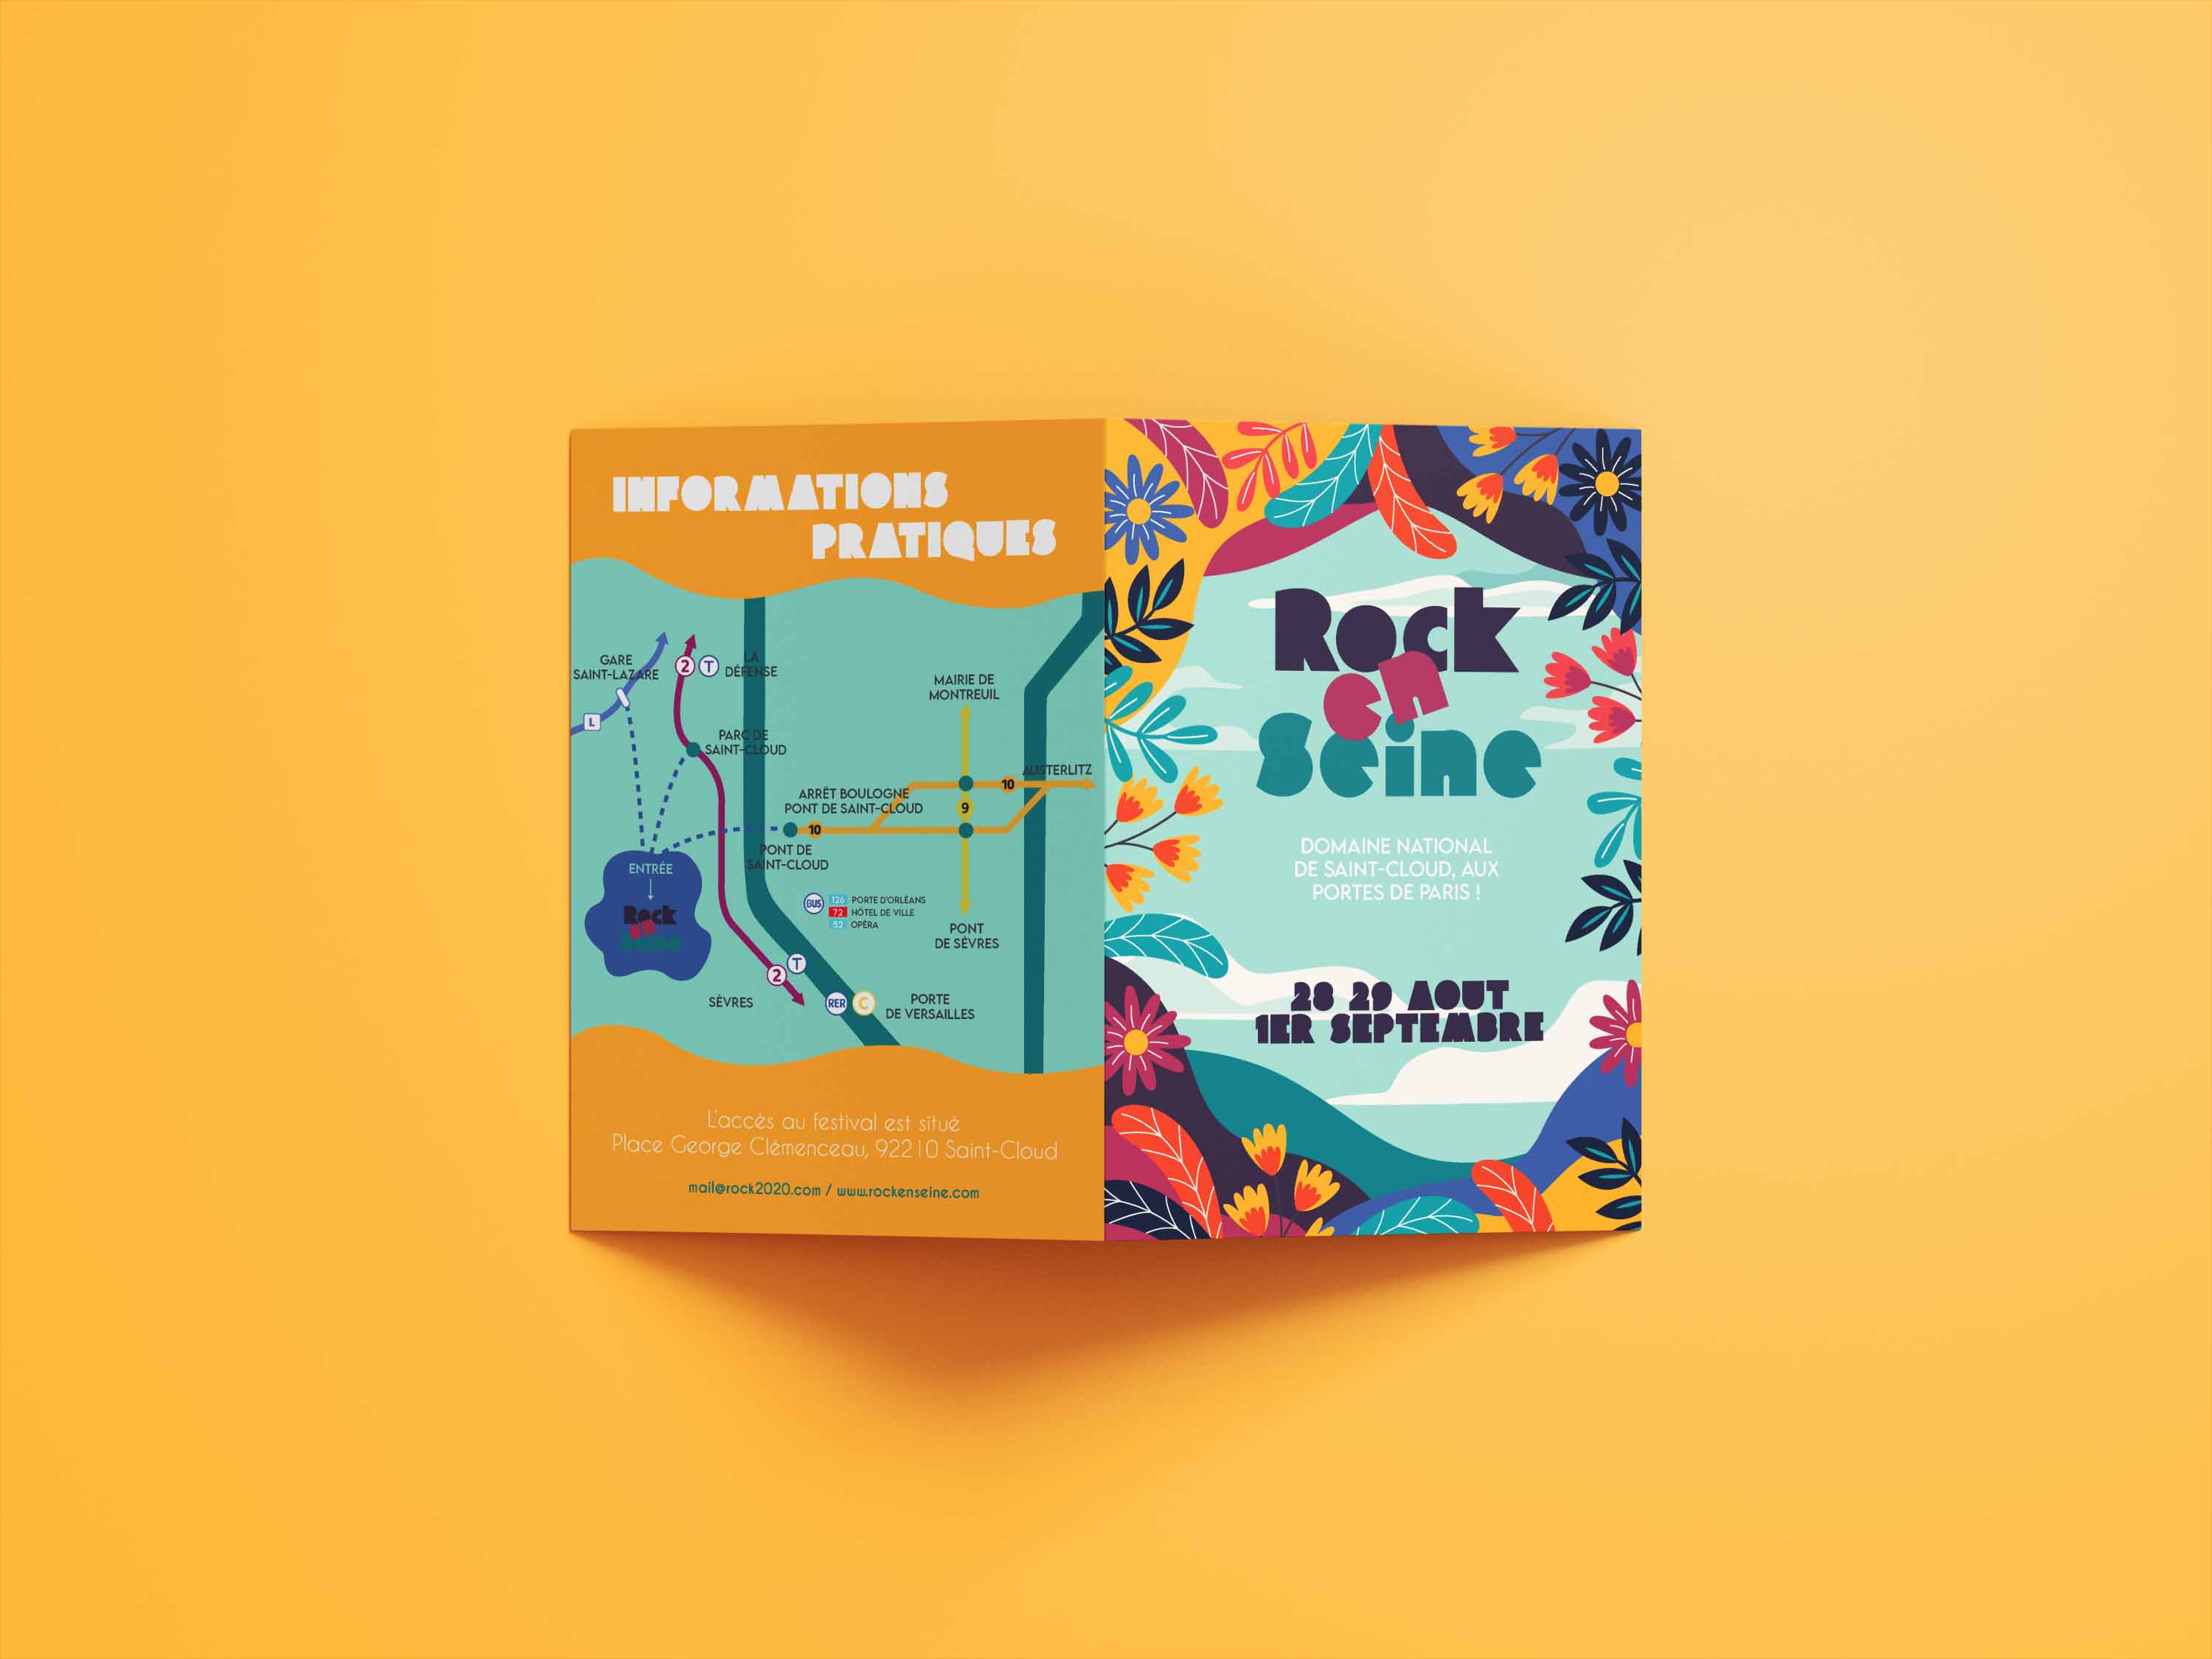 INFORMATIONS
PRATIQUES
GARE
SAINT-LAZARE
L
2 T
LA
DÉFENSE
PARC DE
SAINT-CLOUD
MAIRIE DE
MONTREUIL
AUSTERLITZ
10
ARRÊT BOULOGNE
PONT DE SAINT-CLOUD
9
10
PONT DE
SAINT-CLOUD
ENTRÉE
Rock
en
Seine
BUS
126 PORTE D'ORLÉANS
72 HÔTEL DE VILLE
52 OPÉRA
PONT
DE SÈVRES
T
2
SÈVRES
RER C
PORTE
DE VERSAILLES
L'accès au festival est situé
Place George Clémenceau, 92210 Saint-Cloud
mail@rock2020.com / www.rockenseine.com
Rock
en
Seine
DOMAINE NATIONAL
DE SAINT-CLOUD, AUX
PORTES DE PARIS !
28 29 AOUT
1ER SEPTEMBRE